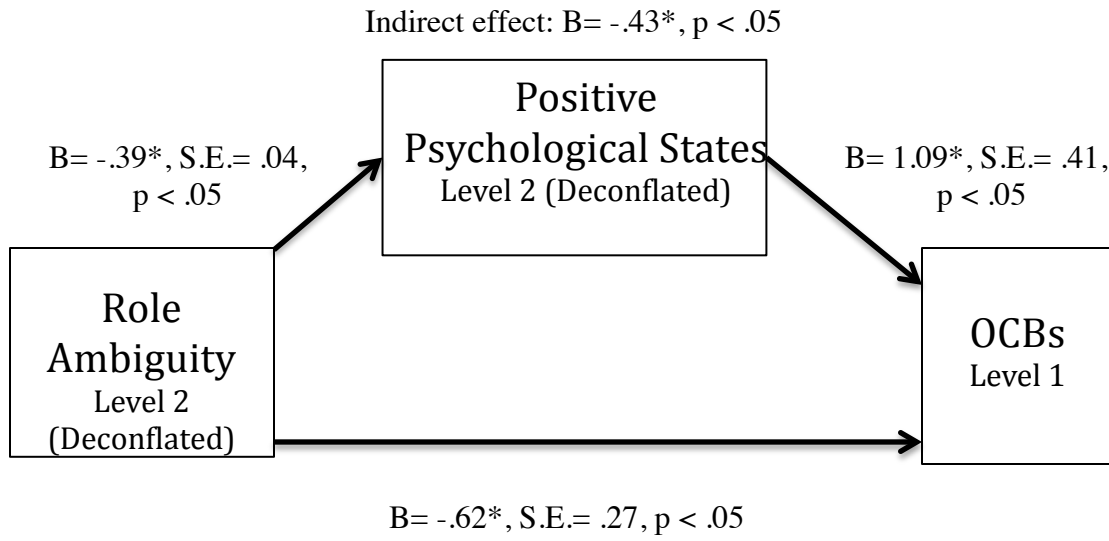 Indirect effect: B= -.43*, p < .05
Positive
Psychological States
Level 2 (Deconflated)
B= -.39*, S.E.= .04,
p < .05
B= 1.09*, S.E.= .41,
p < .05
Role
Ambiguity
Level 2
(Deconflated)
OCBs
Level 1
B= -.62*, S.E.= .27, p < .05